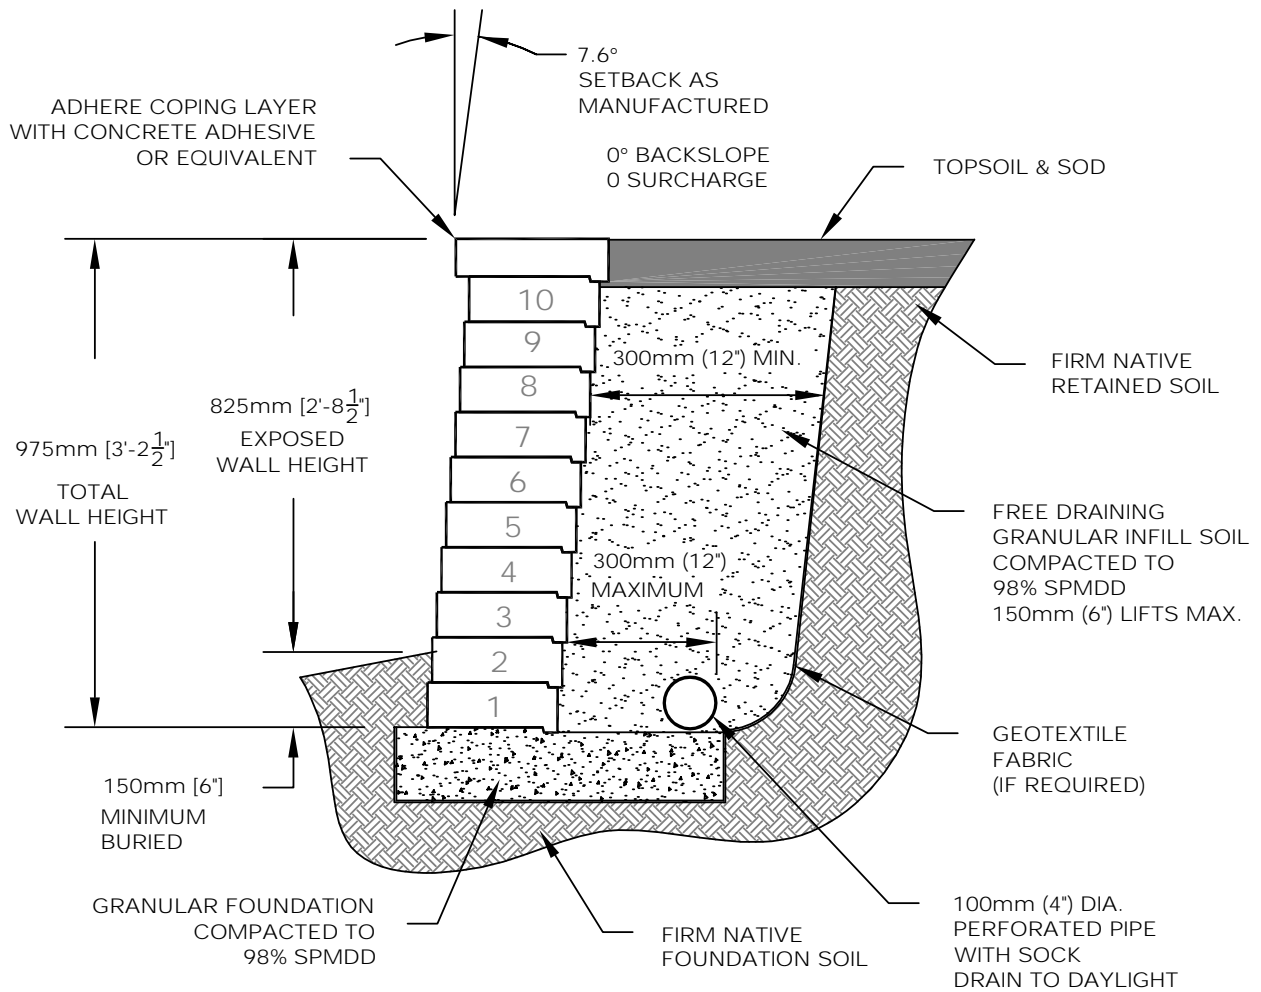 7.6°
SETBACK AS
MANUFACTURED
ADHERE COPING LAYER
WITH CONCRETE ADHESIVE
OR EQUIVALENT
0° BACKSLOPE
0 SURCHARGE
TOPSOIL & SOD
10
9
8
7
6
5
4
3
2
1
300mm (12") MIN.
FIRM NATIVE
RETAINED SOIL
825mm [2'-8½"]
EXPOSED
WALL HEIGHT
975mm [3'-2½"]
TOTAL
WALL HEIGHT
FREE DRAINING
GRANULAR INFILL SOIL
COMPACTED TO
98% SPMDD
150mm (6") LIFTS MAX.
300mm (12")
MAXIMUM
GEOTEXTILE
FABRIC
(IF REQUIRED)
150mm [6"]
MINIMUM
BURIED
GRANULAR FOUNDATION
COMPACTED TO
98% SPMDD
FIRM NATIVE
FOUNDATION SOIL
100mm (4") DIA.
PERFORATED PIPE
WITH SOCK
DRAIN TO DAYLIGHT